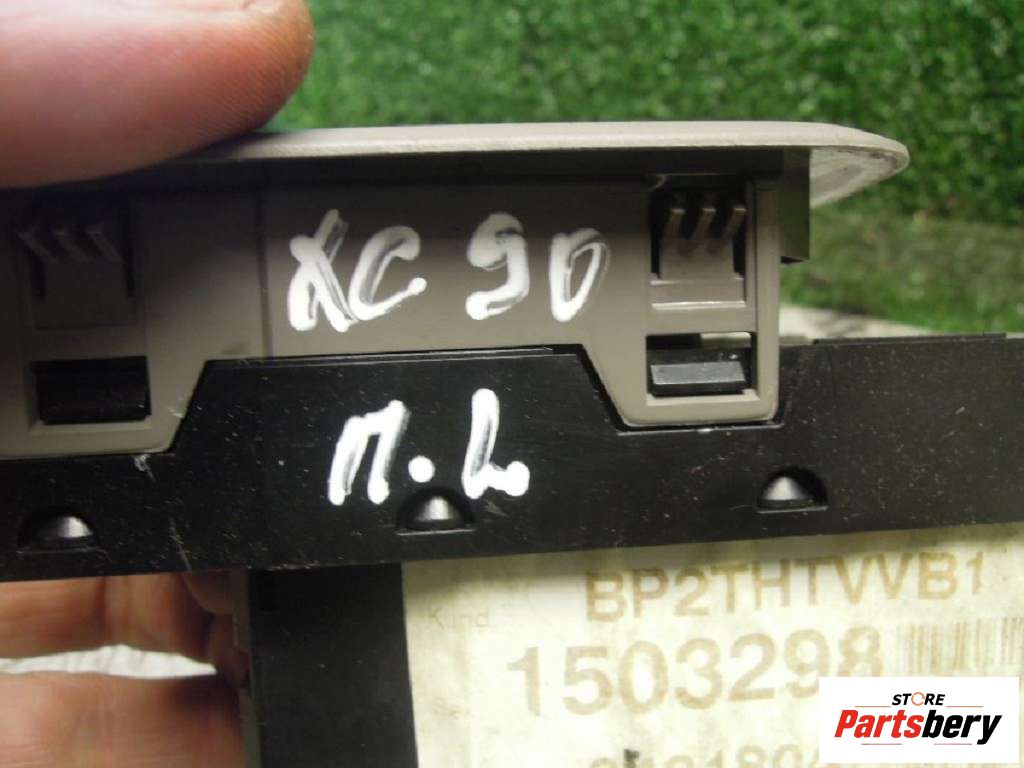 XC 90
П.L.
BP2THTVVB1
Kund
1503298
STORE
Partsbery